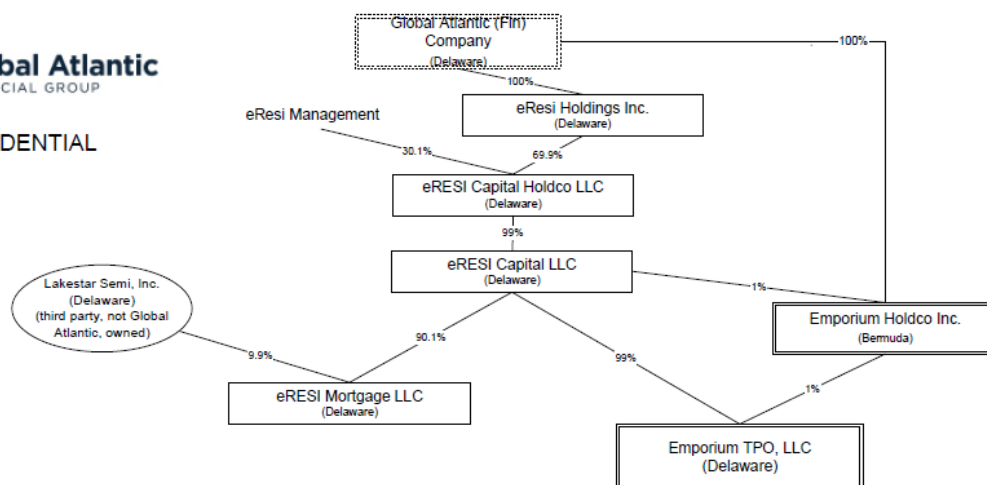 Global Atlantic (Fin)
Company
(Delaware)
100%
bal Atlantic
CIAL GROUP
100%
eResi Management
eResi Holdings Inc.
(Delaware)
DENTIAL
30.1%
69.9%
eRESI Capital Holdco LLC
(Delaware)
99%
eRESI Capital LLC
(Delaware)
Lakestar Semi, Inc.
(Delaware)
(third party, not Global
Atlantic, owned)
1%
Emporium Holdco Inc.
(Bermuda)
9.9%
90.1%
99%
1%
eRESI Mortgage LLC
(Delaware)
Emporium TPO, LLC
(Delaware)